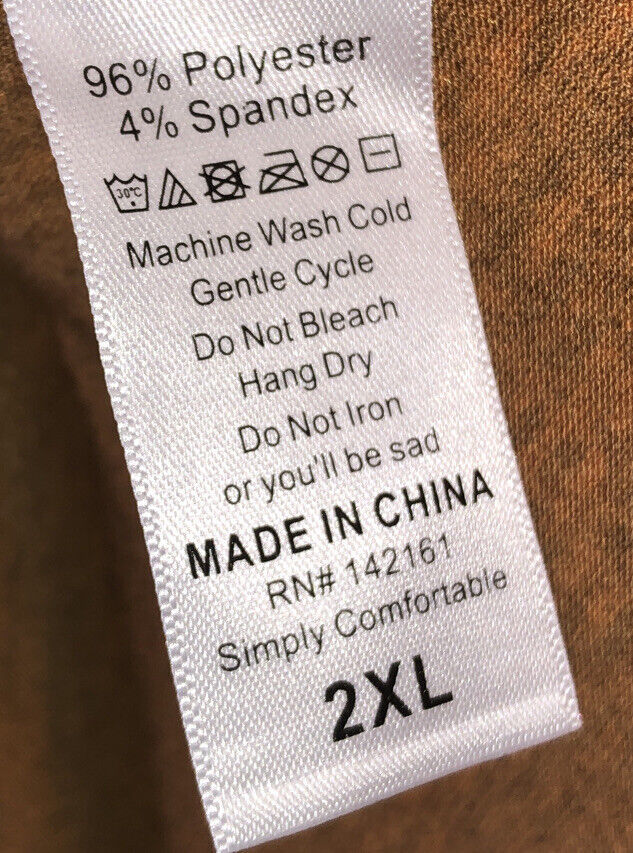 96% Polyester
4% Spandex
30°C
Machine Wash Cold
Gentle Cycle
Do Not Bleach
Hang Dry
Do Not Iron
or you'll be sad
MADE IN CHINA
RN# 142161
Simply Comfortable
2XL